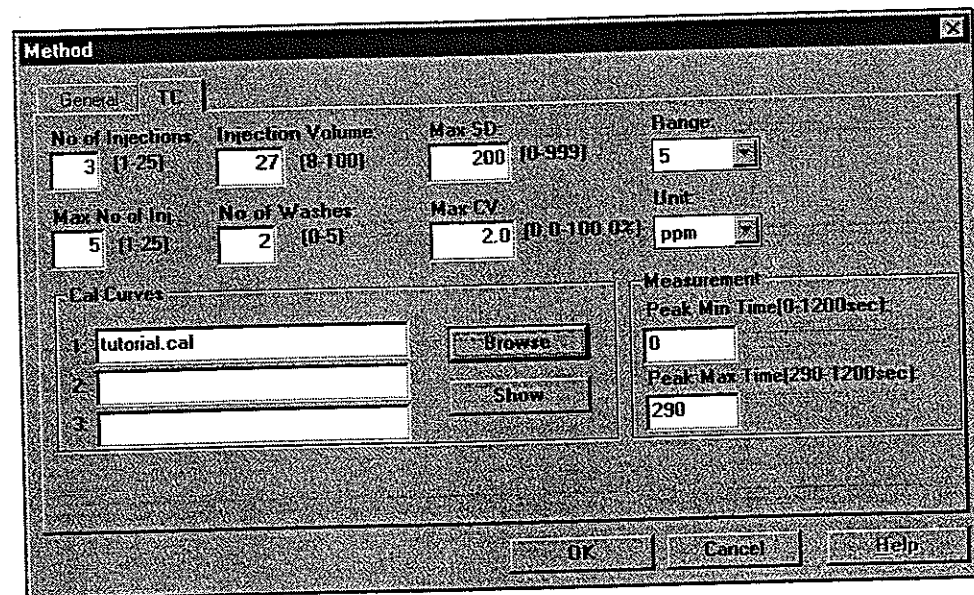 Method
General TC
No of Injections: Injection Volume: Max SD: Range:
3 (1-25) 27 (8-100) 200 (0-999) 5
Max No of Inj. No. of Washes: Max CV: Unit:
5 (1-25) 2 (0-5) 2.0 (0.0-100.0%) ppm
Cal Curves Measurement
Peak Min Time(0-1200sec):
1: tutorial.cal Browse 0
2: Show Peak Max Time(290-1200sec):
3: 290
OK Cancel Help